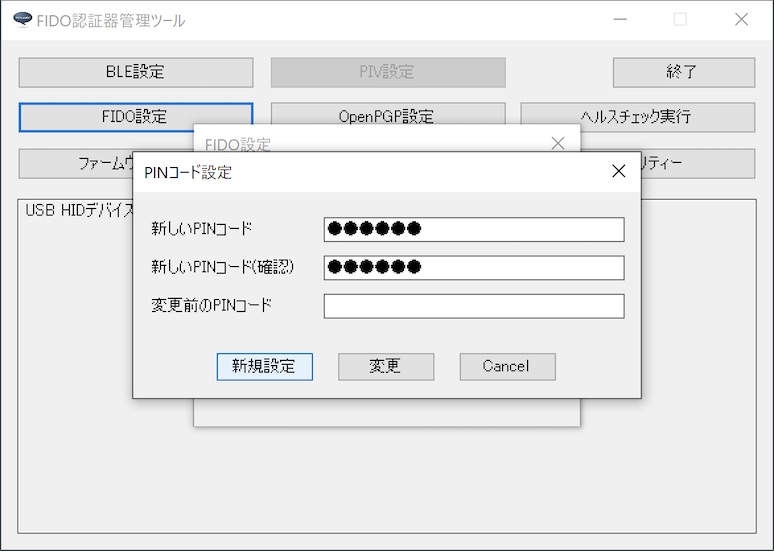 FIDO認証器管理ツール
BLE設定
PIV設定
終了
FIDO設定
OpenPGP設定
ヘルスチェック実行
FIDO設定
ファームウ
リティー
PINコード設定
USB HIDデバイス
新しいPINコード
●●●●●●
新しいPINコード(確認)
●●●●●●
変更前のPINコード
新規設定
変更
Cancel